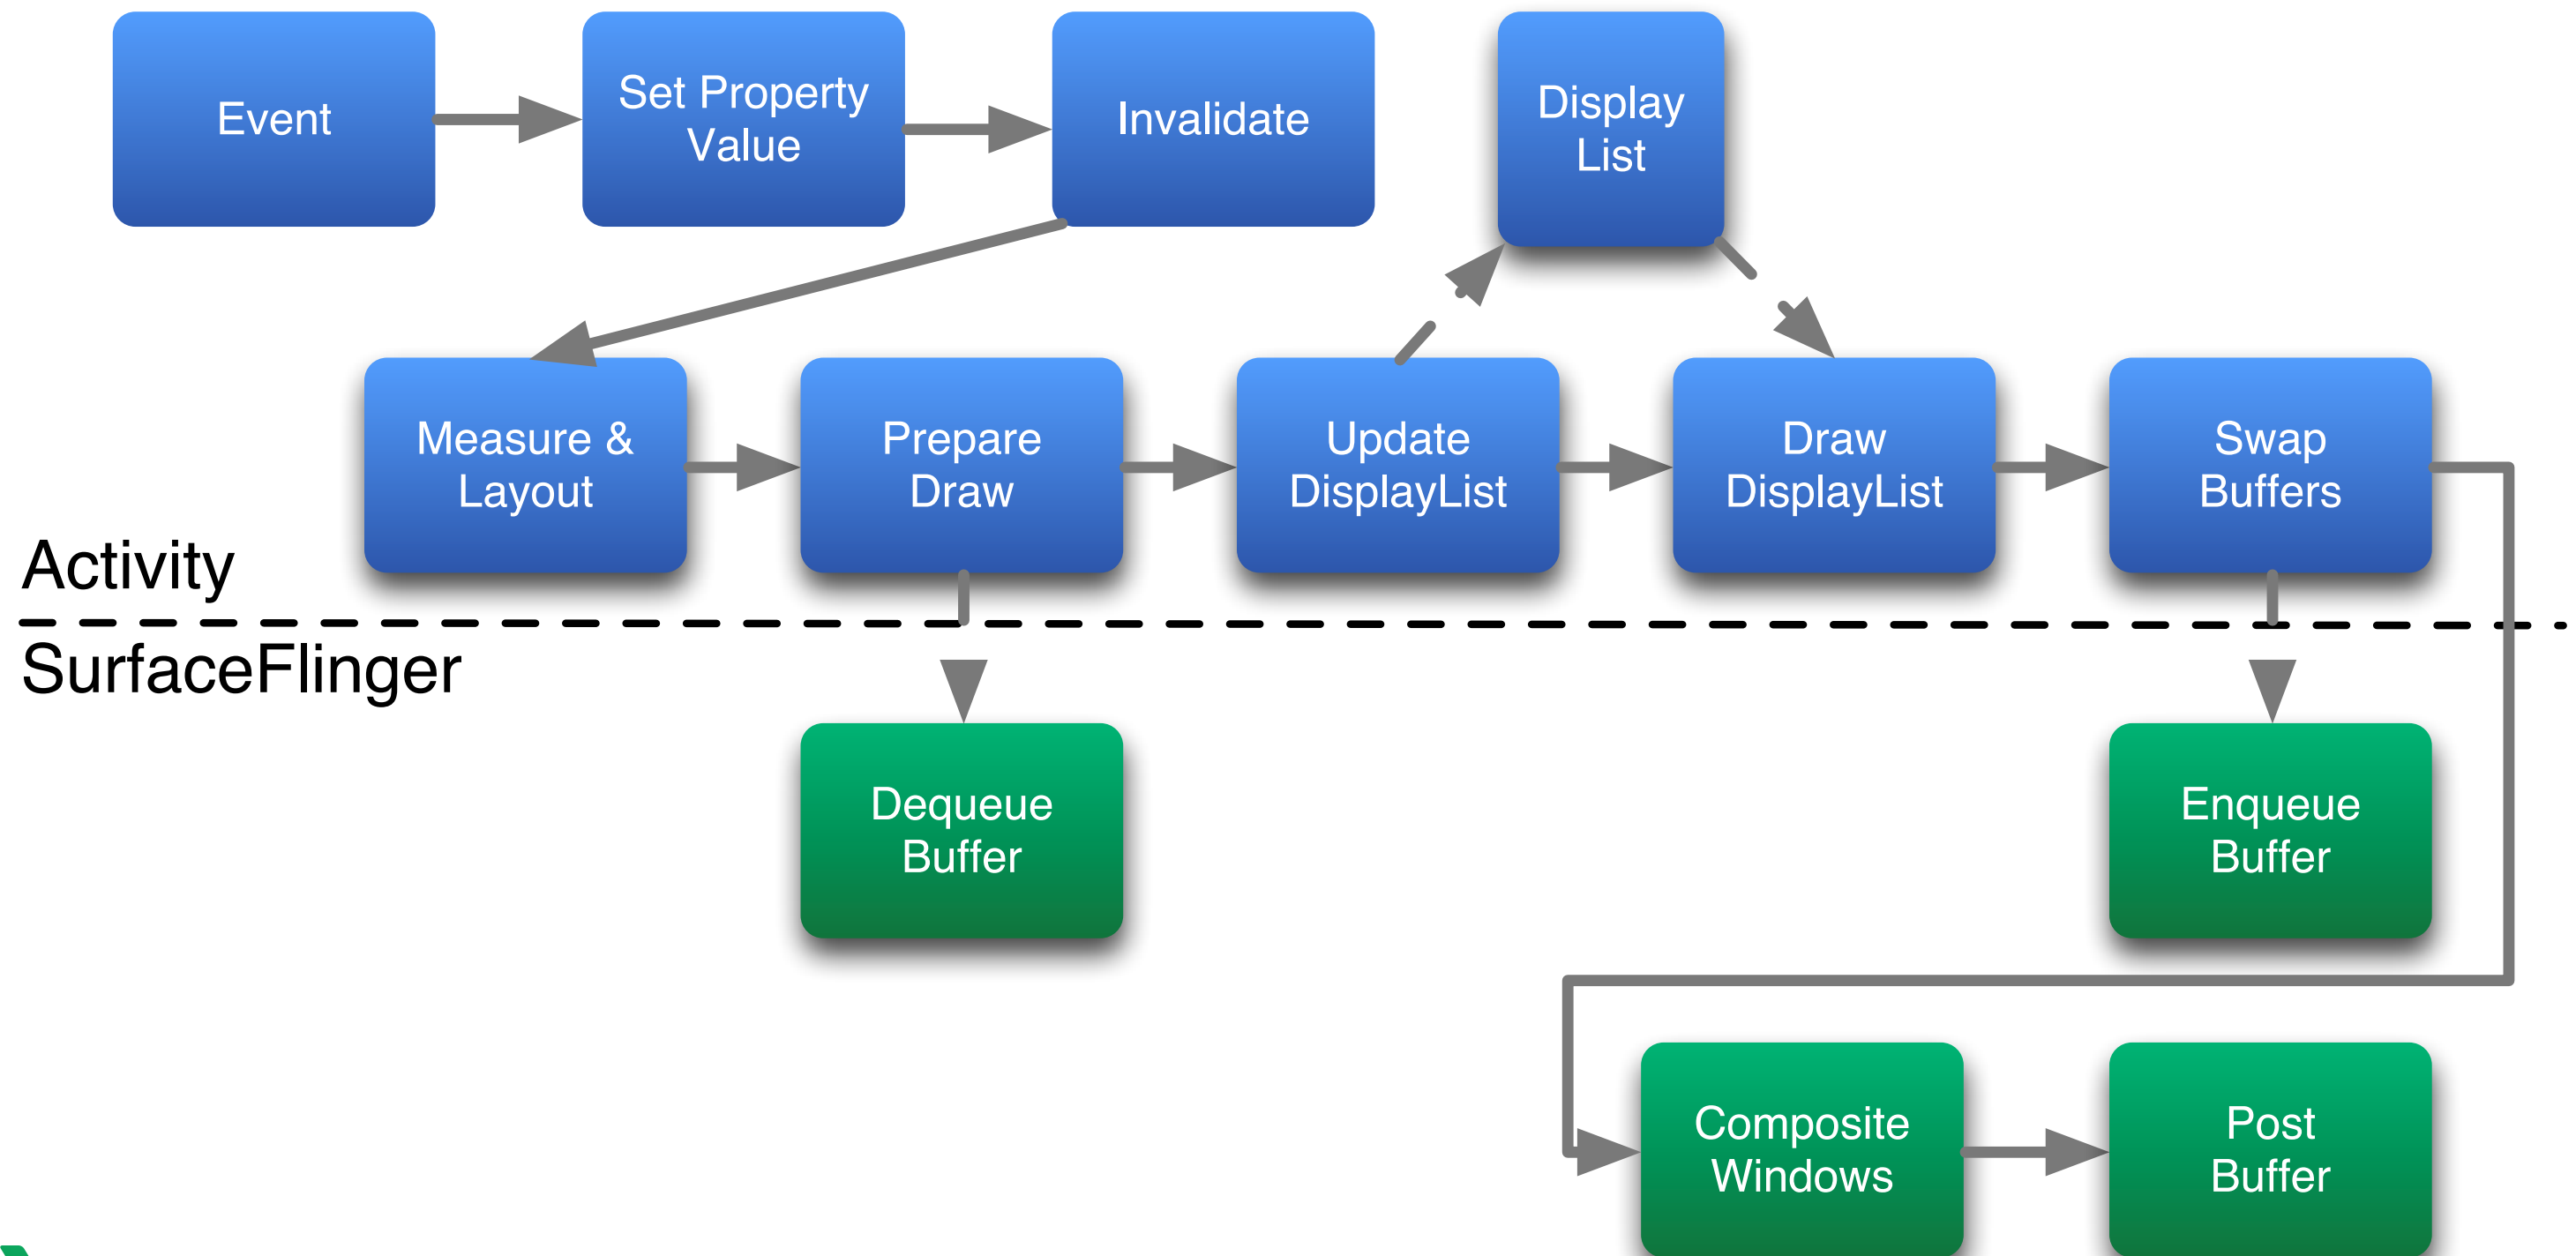 Event
Set Property
Value
Invalidate
Display
List
Measure &
Layout
Prepare
Draw
Update
DisplayList
Draw
DisplayList
Swap
Buffers
Activity
SurfaceFlinger
Dequeue
Buffer
Enqueue
Buffer
Composite
Windows
Post
Buffer